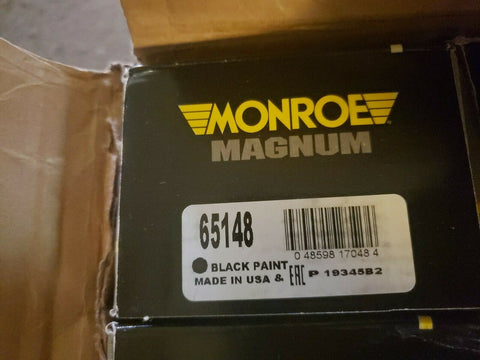 MONROE
MAGNUM
65148
0 48598 17048 4
BLACK PAINT
MADE IN USA & EAC P 19345B2